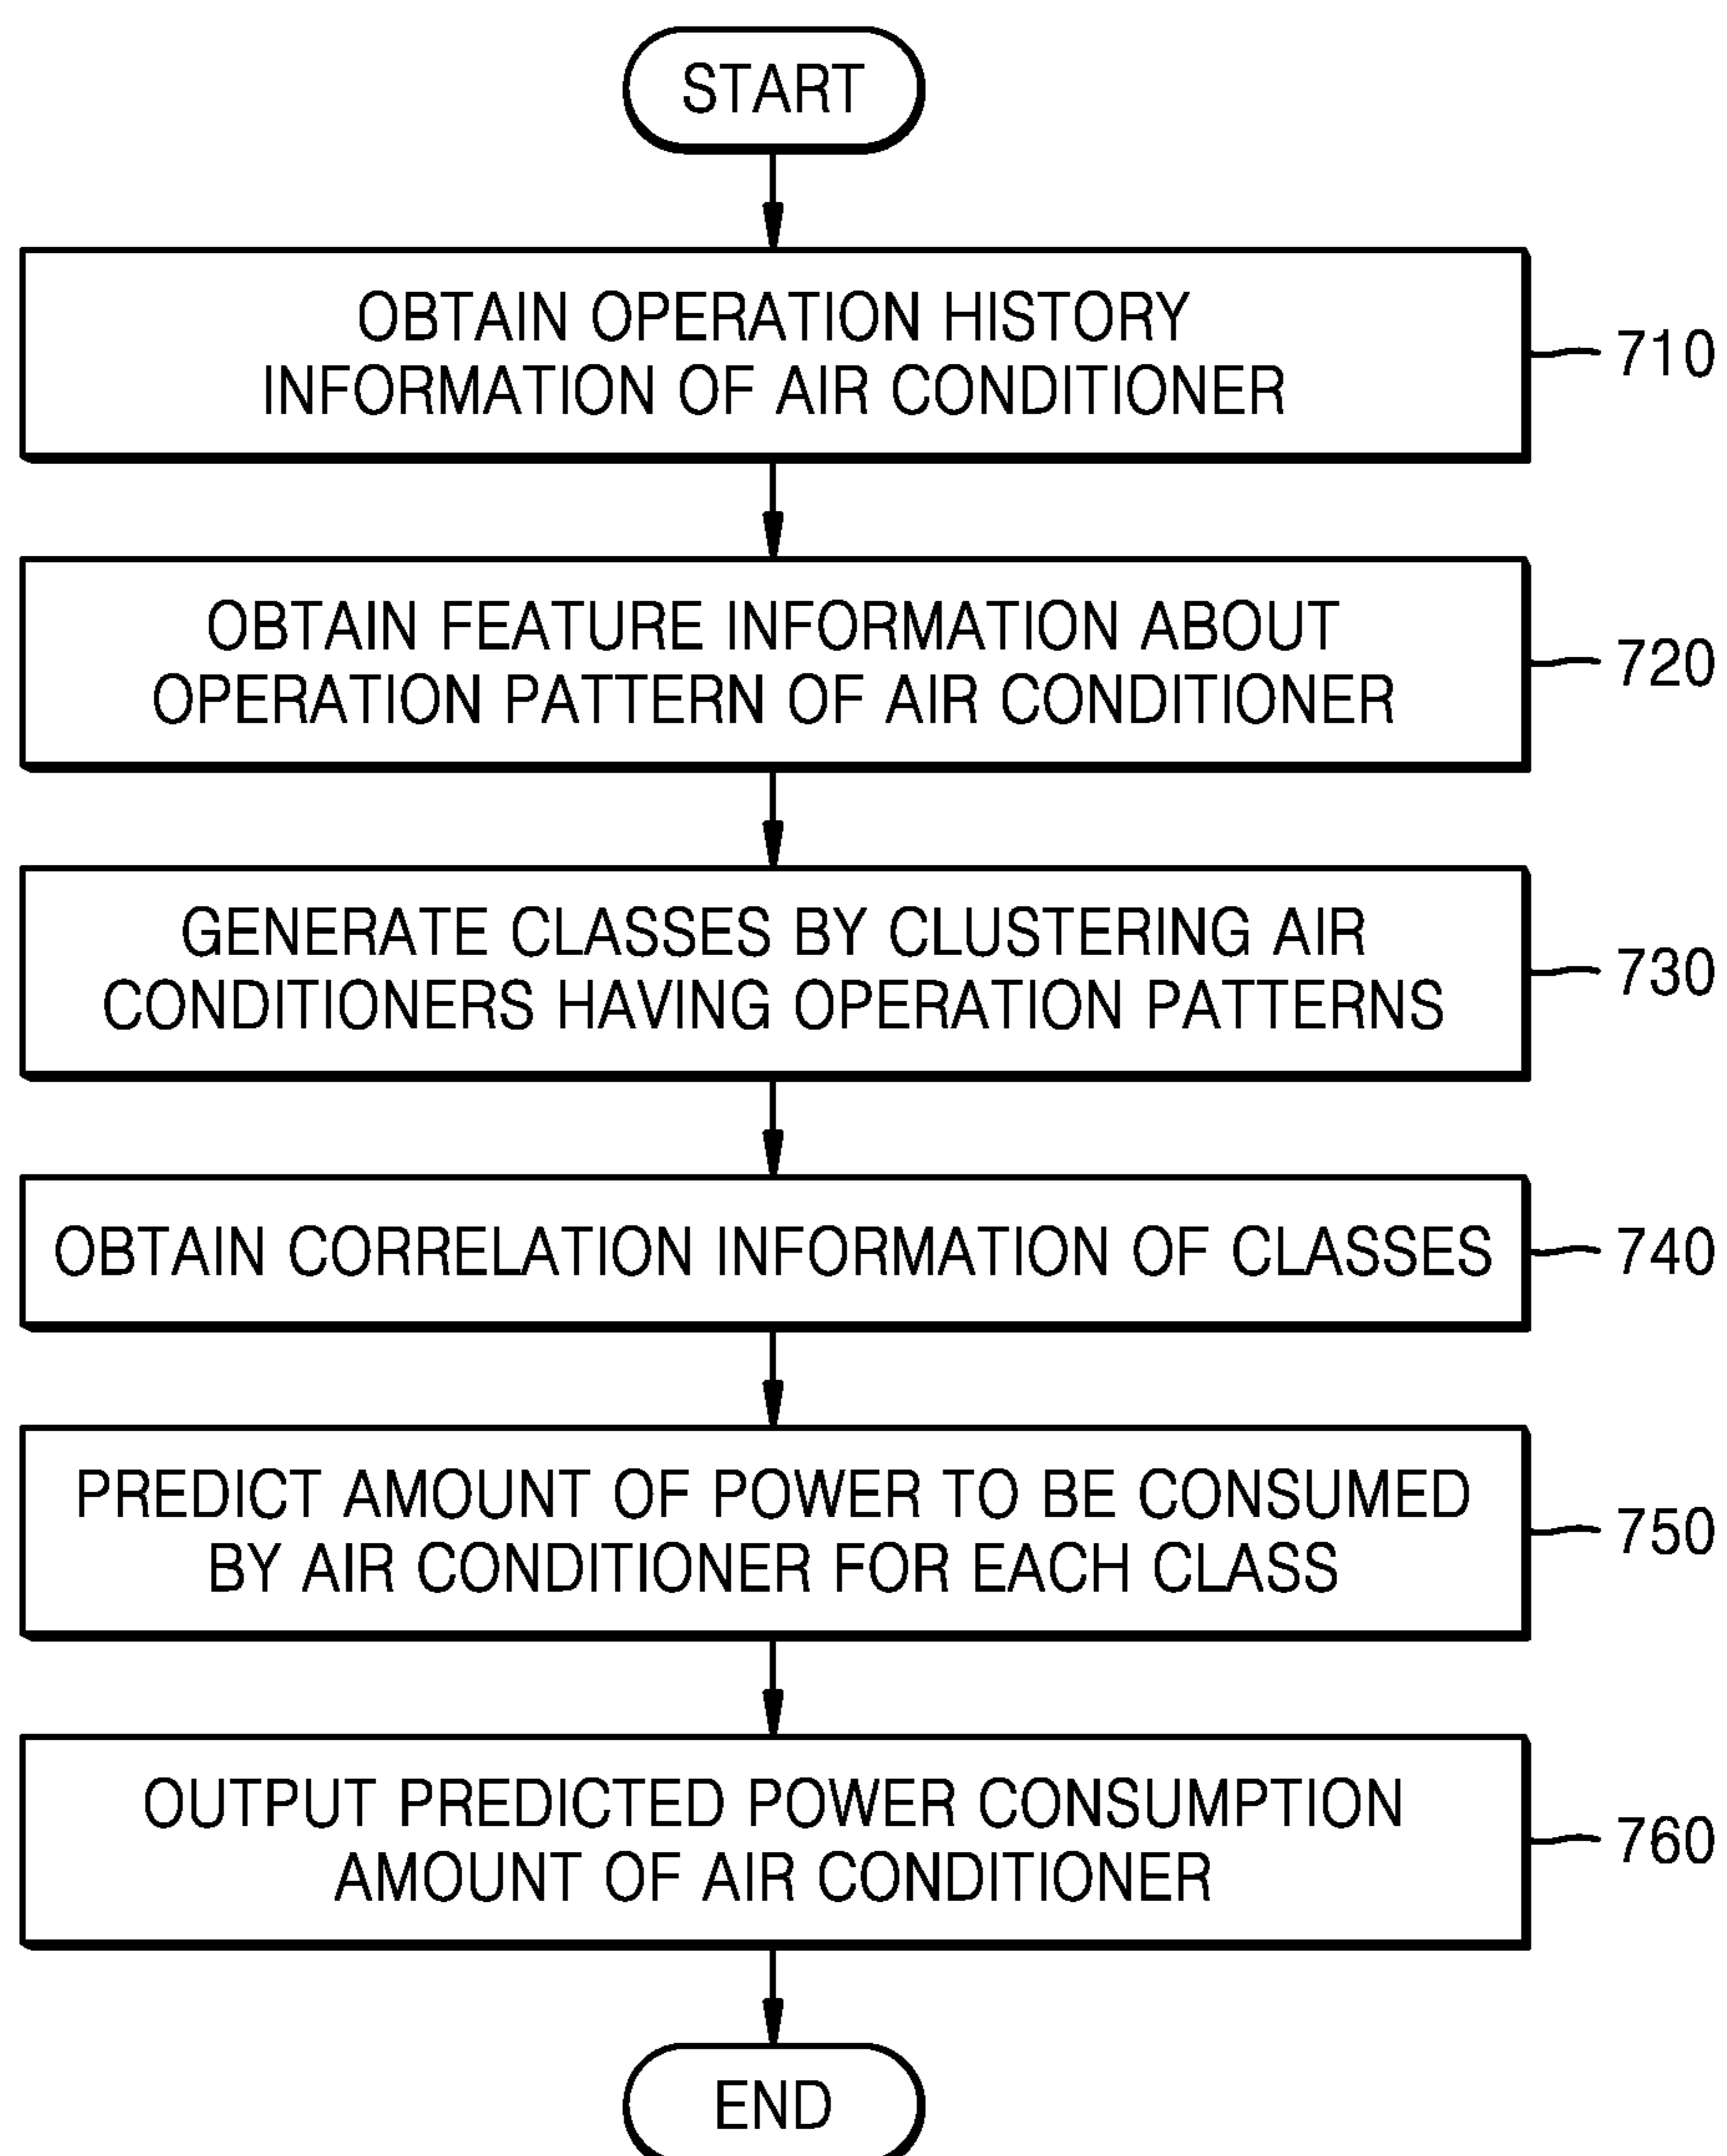 START
OBTAIN OPERATION HISTORY
INFORMATION OF AIR CONDITIONER
710
OBTAIN FEATURE INFORMATION ABOUT
OPERATION PATTERN OF AIR CONDITIONER
720
GENERATE CLASSES BY CLUSTERING AIR
CONDITIONERS HAVING OPERATION PATTERNS
730
OBTAIN CORRELATION INFORMATION OF CLASSES
740
PREDICT AMOUNT OF POWER TO BE CONSUMED
BY AIR CONDITIONER FOR EACH CLASS
750
OUTPUT PREDICTED POWER CONSUMPTION
AMOUNT OF AIR CONDITIONER
760
END